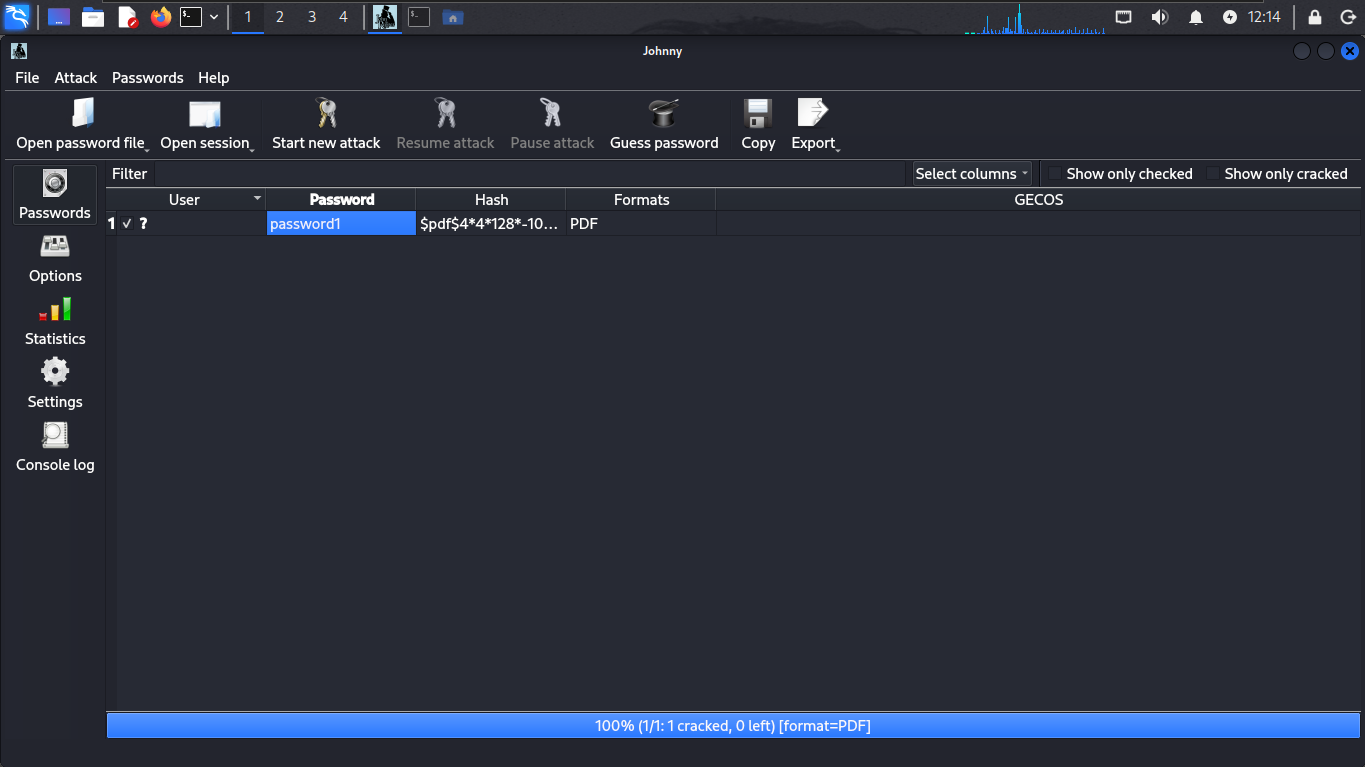 1 2 3 4 12:14
Johnny
File Attack Passwords Help
Open password file Open session Start new attack Resume attack Pause attack Guess password Copy Export
Passwords
Options
Statistics
Settings
Console log
Filter Select columns Show only checked Show only cracked
User Password Hash Formats GECOS
1 ? password1 $pdf$4*4*128*-10... PDF
100% (1/1: 1 cracked, 0 left) [format=PDF]